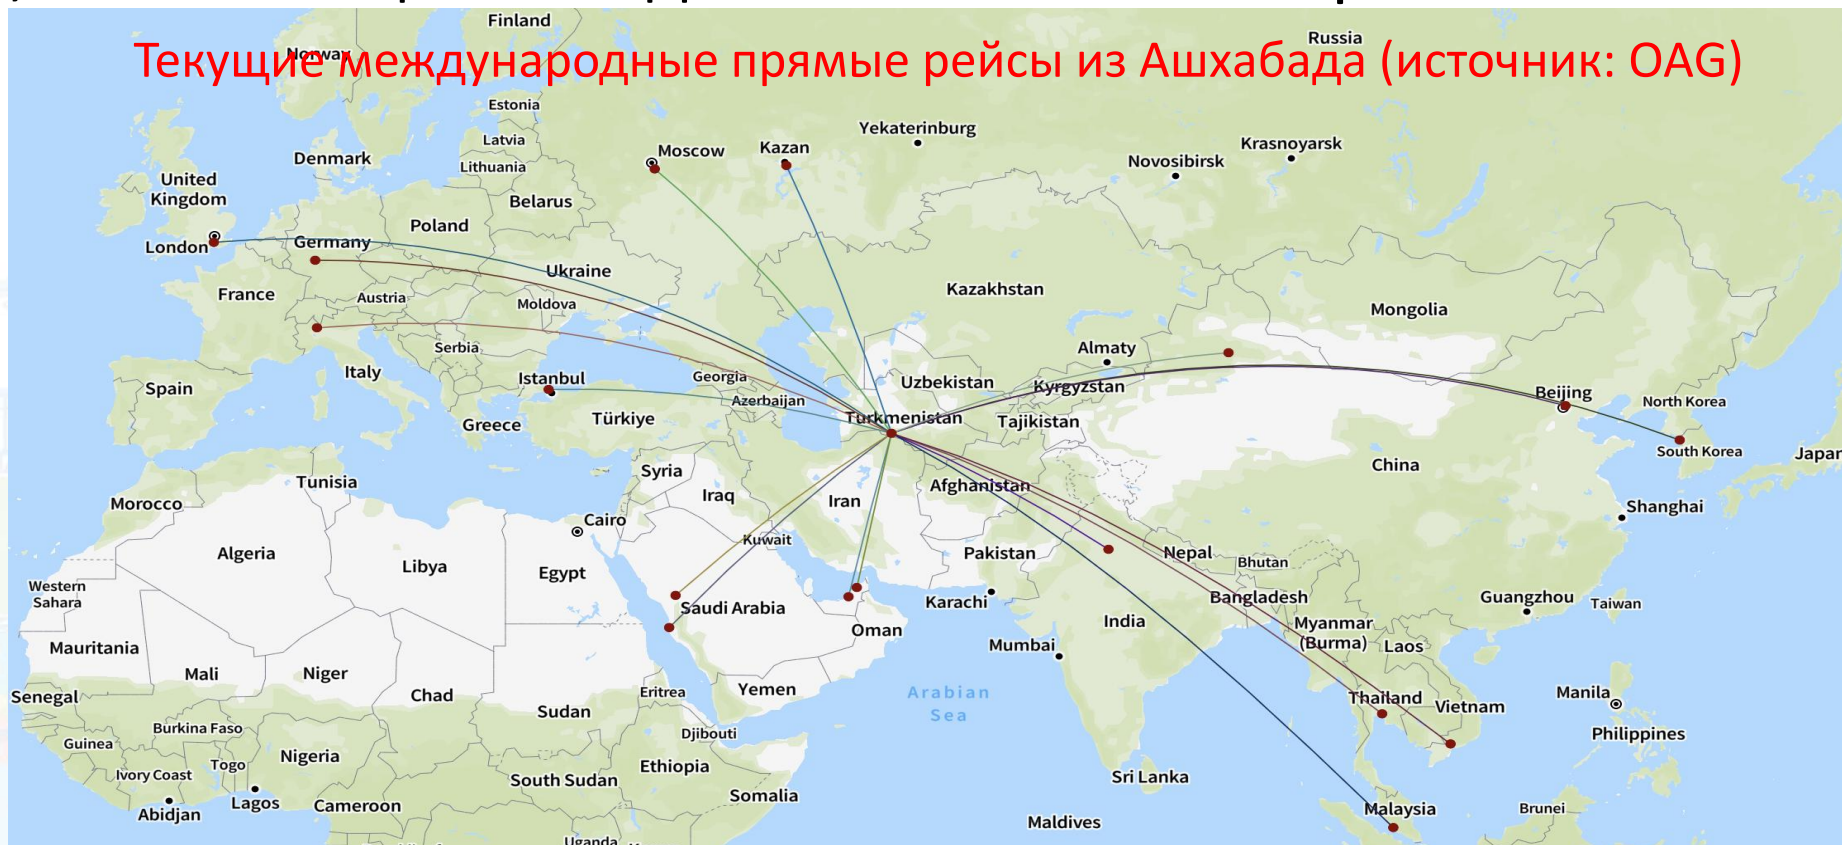 Текущие международные прямые рейсы из Ашхабада (источник: OAG)
Finland
Russia
Norway
Estonia
Latvia
Lithuania
Denmark
Moscow
Kazan
Yekaterinburg
Novosibirsk
Krasnoyarsk
United
Kingdom
London
Belarus
Poland
Germany
Ukraine
France
Austria
Moldova
Kazakhstan
Mongolia
Serbia
Italy
Istanbul
Georgia
Azerbaijan
Almaty
Uzbekistan
Kyrgyzstan
Beijing
North Korea
Spain
Greece
Türkiye
Turkmenistan
Tajikistan
South Korea
Japan
China
Syria
Iraq
Iran
Afghanistan
Tunisia
Morocco
Cairo
Shanghai
Kuwait
Algeria
Libya
Egypt
Pakistan
Nepal
Bhutan
Western
Sahara
Saudi Arabia
Oman
Karachi
Bangladesh
Guangzhou
Taiwan
India
Myanmar
(Burma)
Laos
Mauritania
Mali
Niger
Chad
Mumbai
Senegal
Eritrea
Yemen
Arabian
Sea
Thailand
Vietnam
Manila
Sudan
Burkina Faso
Djibouti
Philippines
Guinea
Nigeria
Togo
Ivory Coast
Ethiopia
South Sudan
Sri Lanka
Lagos
Cameroon
Somalia
Abidjan
Maldives
Malaysia
Brunei
Uganda